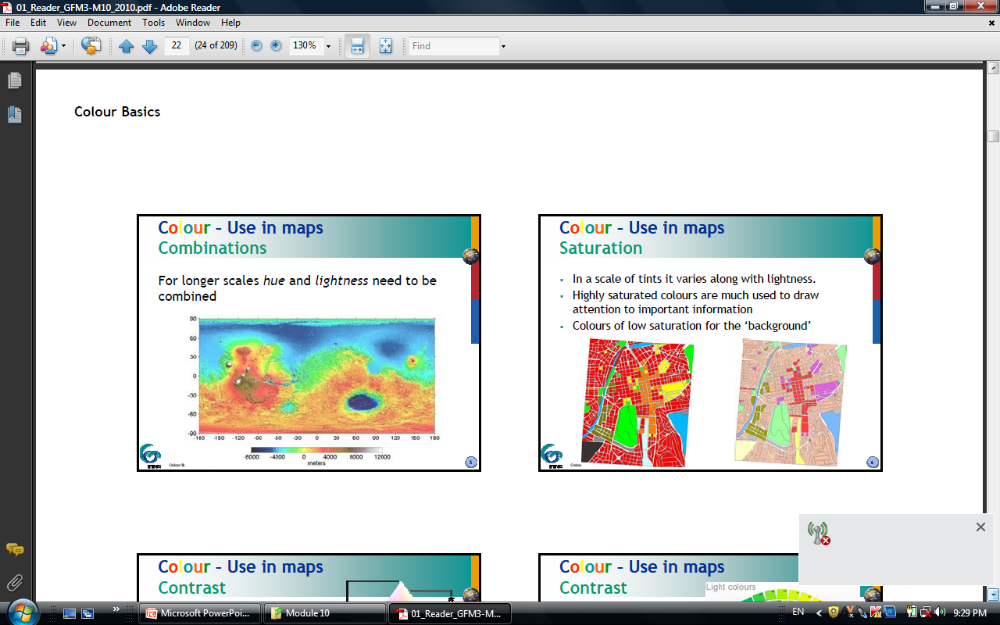 01_Reader_GFM3-M10_2010.pdf - Adobe Reader
File Edit View Document Tools Window Help
22 (24 of 209) 130% Find
Colour Basics
Colour – Use in maps
Combinations
For longer scales hue and lightness need to be
combined
90
60
30
0
-30
-60
-90
-180 -150 -120 -90 -60 -30 0 30 60 90 120 150 180
-8000 -4000 0 4000 8000 12000
meters
Colour B
5
Colour – Use in maps
Saturation
In a scale of tints it varies along with lightness.
Highly saturated colours are much used to draw
attention to important information
Colours of low saturation for the ‘background’
Colou
6
Colour – Use in maps
Contrast
Colour – Use in maps
Contrast
Light colours
» Microsoft PowerPoi... Module 10 01_Reader_GFM3-M... EN < 9:29 PM